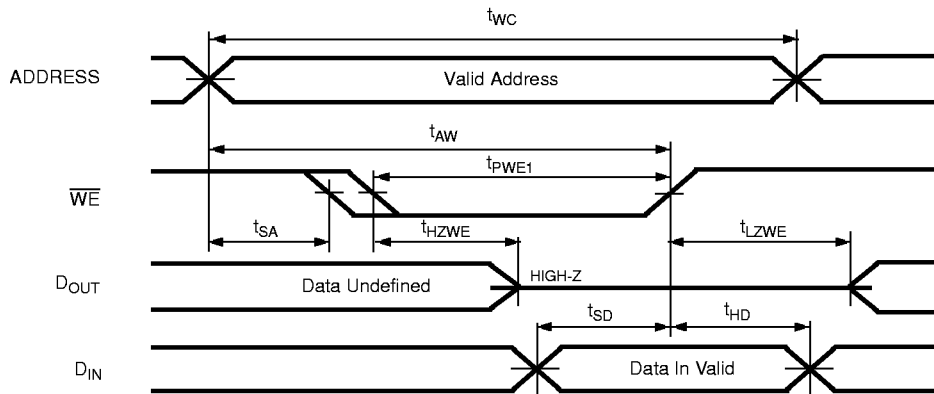 tWC
ADDRESS
Valid Address
tAW
tPWE1
WE
tSA
tHZWE
tLZWE
DOUT
Data Undefined
HIGH-Z
tSD
tHD
DIN
Data In Valid